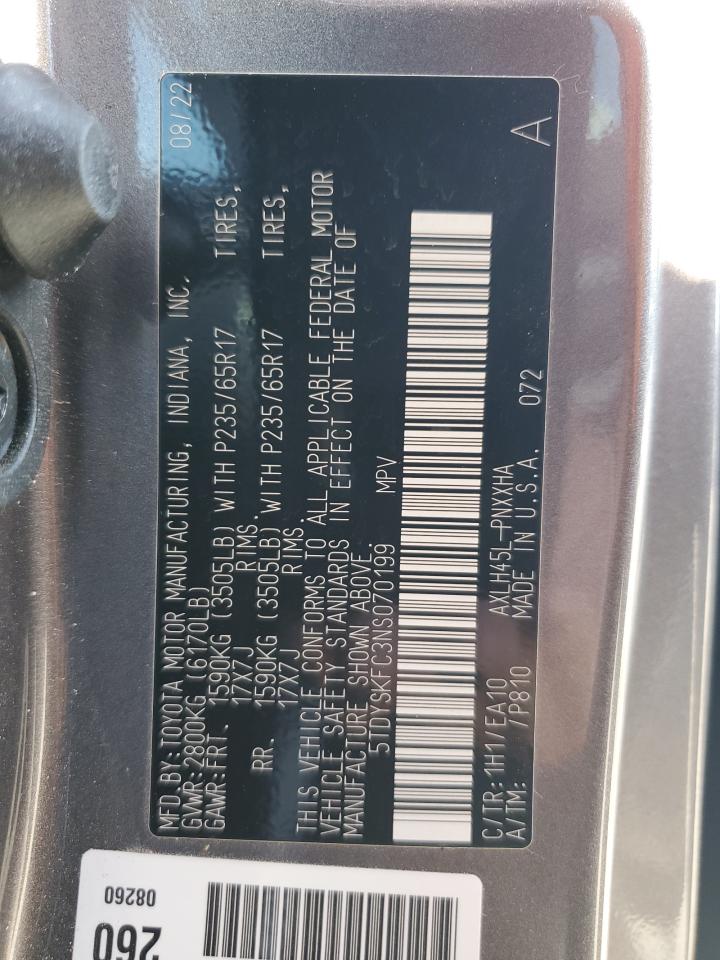 MFD.BY:TOYOTA MOTOR MANUFACTURING, INDIANA, INC. 08/22
GVWR:2800KG (6170LB)
GAWR:FRT. 1590KG (3505LB) WITH P235/65R17 TIRES,
17X7J RIMS.
RR. 1590KG (3505LB) WITH P235/65R17 TIRES,
17X7J RIMS.
THIS VEHICLE CONFORMS TO ALL APPLICABLE FEDERAL MOTOR
VEHICLE SAFETY STANDARDS IN EFFECT ON THE DATE OF
MANUFACTURE SHOWN ABOVE.
5TDYSKFC3NS070199 MPV
C/TR:1H1/EA10 AXLH45L-PNXXHA A
A/TM: /P810 MADE IN U.S.A. 072
08260
260